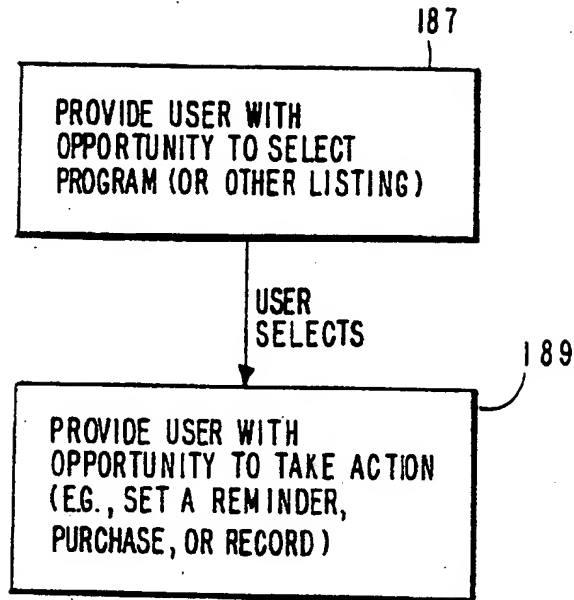 187
PROVIDE USER WITH
OPPORTUNITY TO SELECT
PROGRAM (OR OTHER LISTING)
USER
SELECTS
189
PROVIDE USER WITH
OPPORTUNITY TO TAKE ACTION
(E.G., SET A REMINDER,
PURCHASE, OR RECORD)